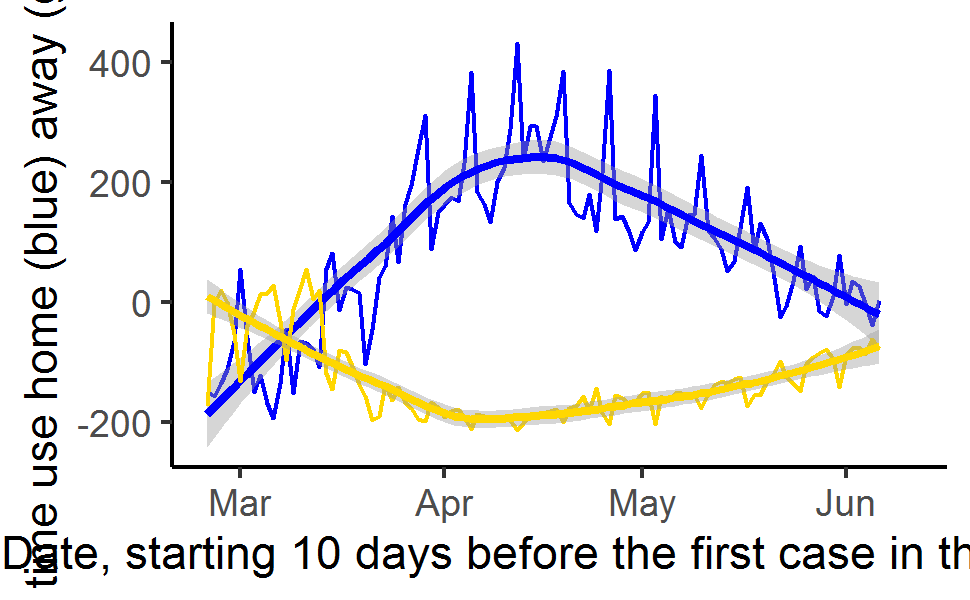 time use home (blue) away (
400
200
0
-200
Mar Apr May Jun
Date, starting 10 days before the first case in th